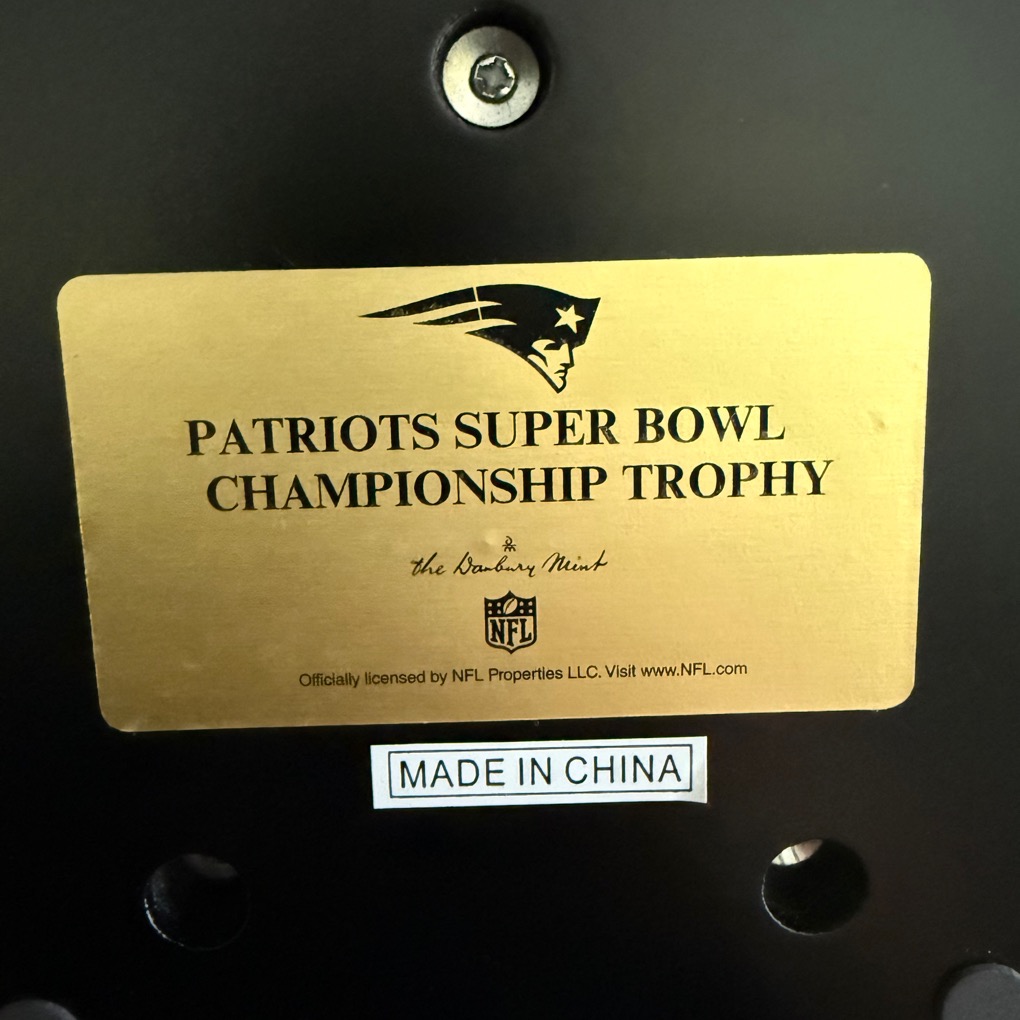 PATRIOTS SUPER BOWL
CHAMPIONSHIP TROPHY
the Danbury Mint
NFL
Officially licensed by NFL Properties LLC. Visit www.NFL.com
MADE IN CHINA